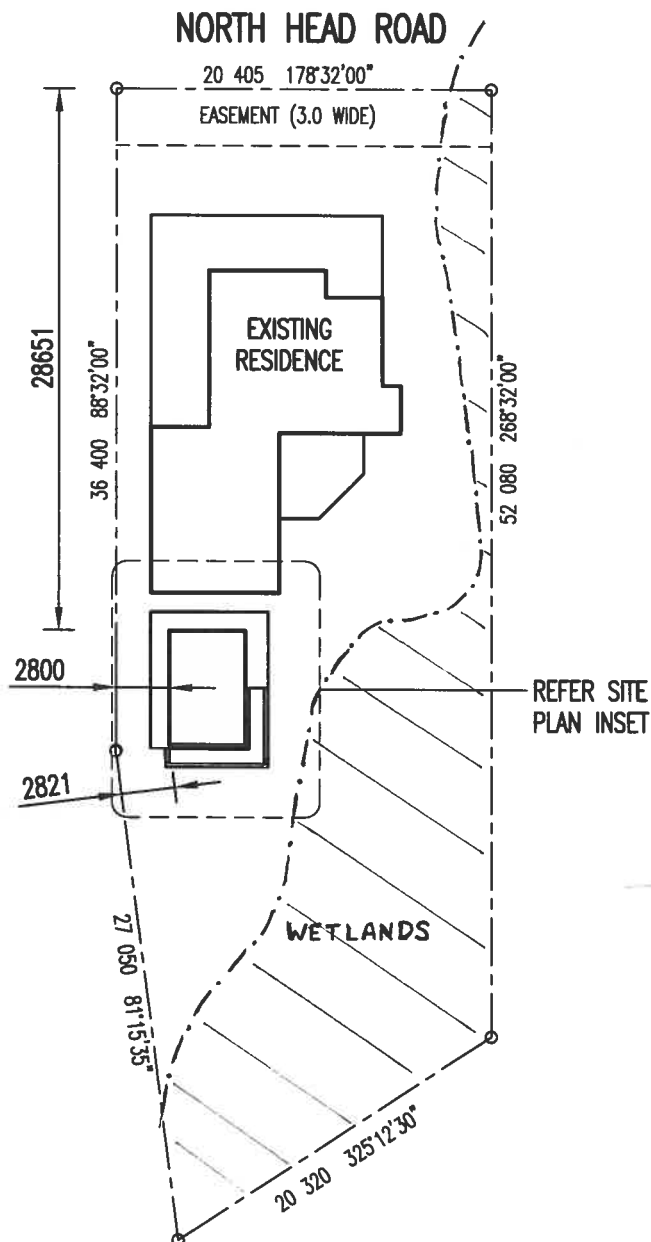 NORTH HEAD ROAD
20 405 178°32'00"
EASEMENT (3.0 WIDE)
28651
36 400 88°32'00"
EXISTING
RESIDENCE
52 080 268°32'00"
2800
REFER SITE
PLAN INSET
2821
WETLANDS
27 050 81°15'35"
20 320 325°12'30"